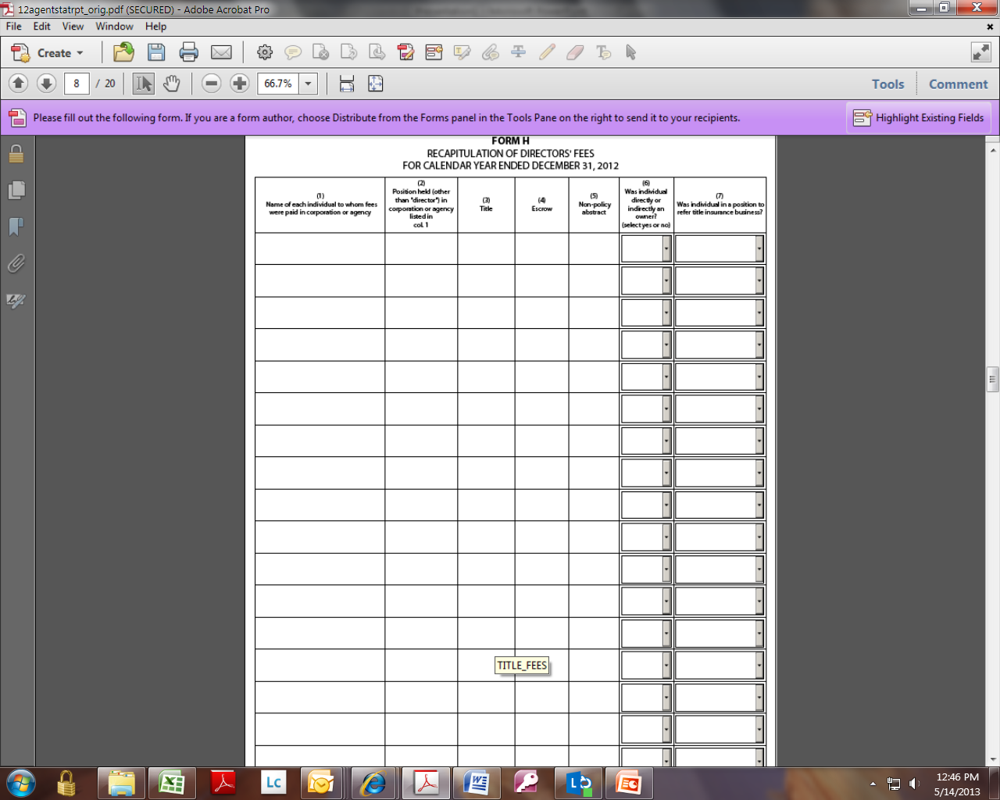 12agentstatrpt_orig.pdf (SECURED) - Adobe Acrobat Pro
File Edit View Window Help
Create
8 / 20 66.7% Tools Comment
Please fill out the following form. If you are a form author, choose Distribute from the Forms panel in the Tools Pane on the right to send it to your recipients.
Highlight Existing Fields
FORM H
RECAPITULATION OF DIRECTORS' FEES
FOR CALENDAR YEAR ENDED DECEMBER 31, 2012
(1)
Name of each individual to whom fees
were paid in corporation or agency
(2)
Position held (other
than "director") in
corporation or agency
listed in
col. 1
(3)
Title
(4)
Escrow
(5)
Non-policy
abstract
(6)
Was individual
directly or
indirectly an
owner?
(select yes or no)
(7)
Was individual in a position to
refer title insurance business?
TITLE_FEES
Lc
12:46 PM
5/14/2013